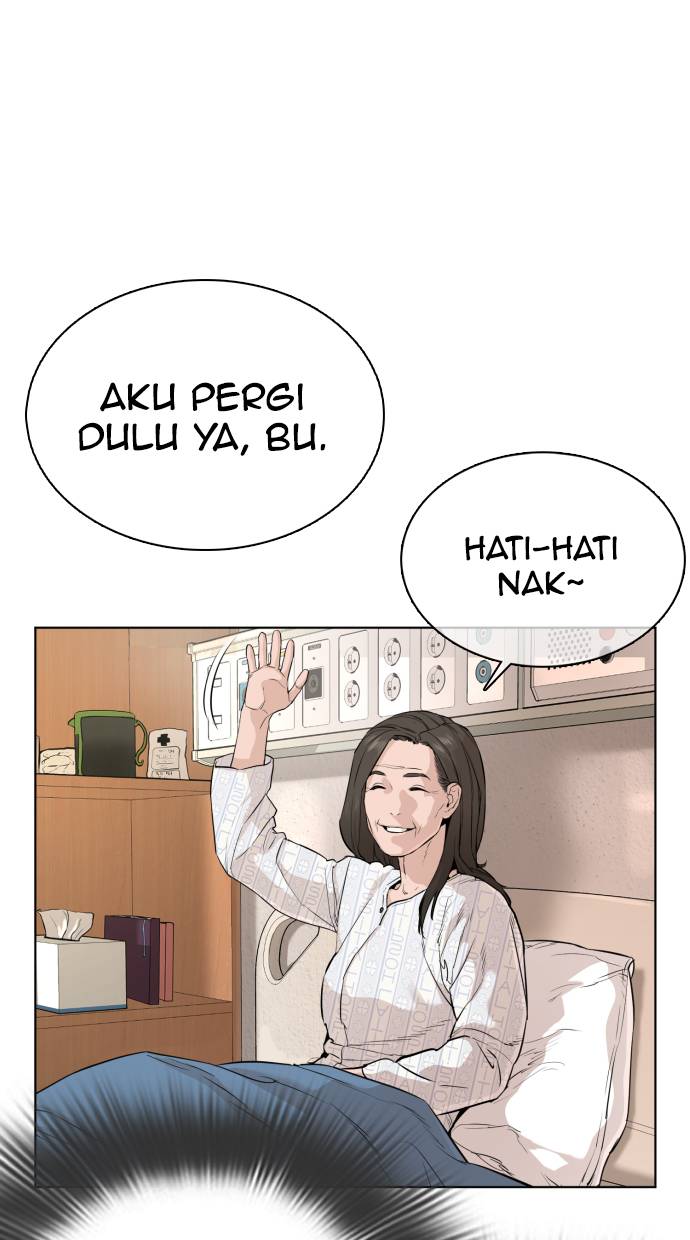 AKU PERGI
DULU YA, BU.
HATI-HATI
NAK~